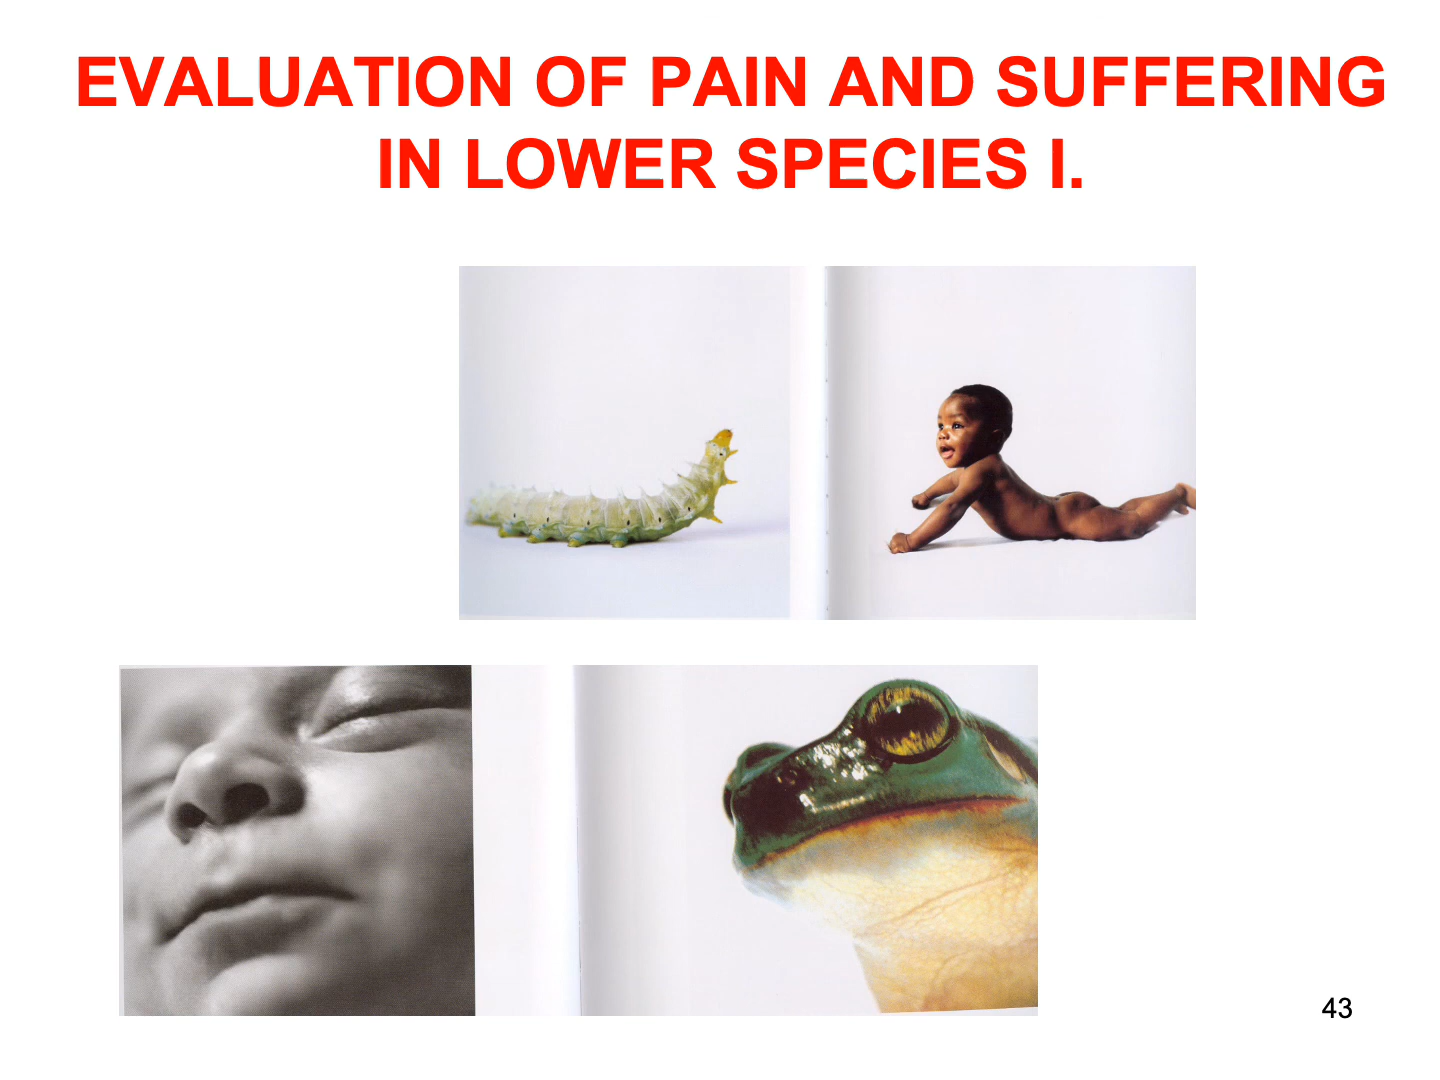 EVALUATION OF PAIN AND SUFFERING
IN LOWER SPECIES I.
43